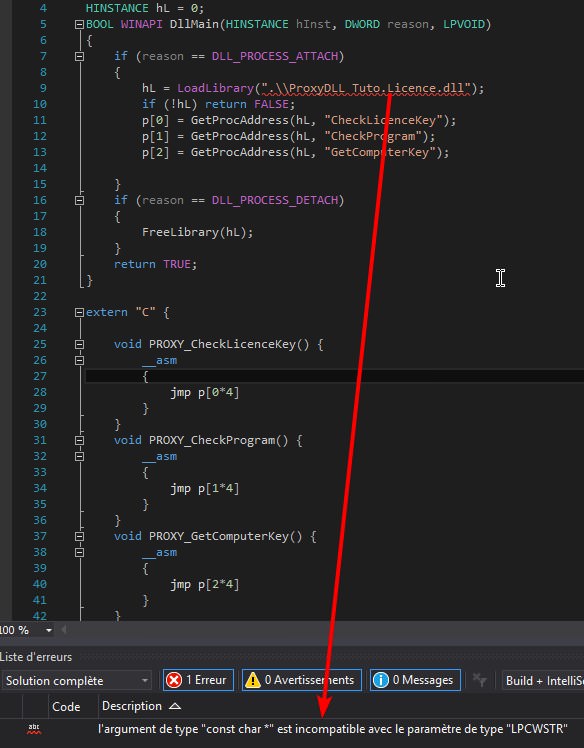 4 HINSTANCE hL = 0;
5 BOOL WINAPI DllMain(HINSTANCE hInst, DWORD reason, LPVOID)
6 {
7 if (reason == DLL_PROCESS_ATTACH)
8 {
9 hL = LoadLibrary(".\\ProxyDLL Tuto.Licence.dll");
10 if (!hL) return FALSE;
11 p[0] = GetProcAddress(hL, "CheckLicenceKey");
12 p[1] = GetProcAddress(hL, "CheckProgram");
13 p[2] = GetProcAddress(hL, "GetComputerKey");
14
15 }
16 if (reason == DLL_PROCESS_DETACH)
17 {
18 FreeLibrary(hL);
19 }
20 return TRUE;
21 }
22
23 extern "C" {
24
25 void PROXY_CheckLicenceKey() {
26 __asm
27 {
28 jmp p[0*4]
29 }
30 }
31 void PROXY_CheckProgram() {
32 __asm
33 {
34 jmp p[1*4]
35 }
36 }
37 void PROXY_GetComputerKey() {
38 __asm
39 {
40 jmp p[2*4]
41 }
42 }
100 %
Liste d'erreurs
Solution complète 1 Erreur 0 Avertissements 0 Messages Build + IntelliSe
Code Description
abc l'argument de type "const char *" est incompatible avec le paramètre de type "LPCWSTR"